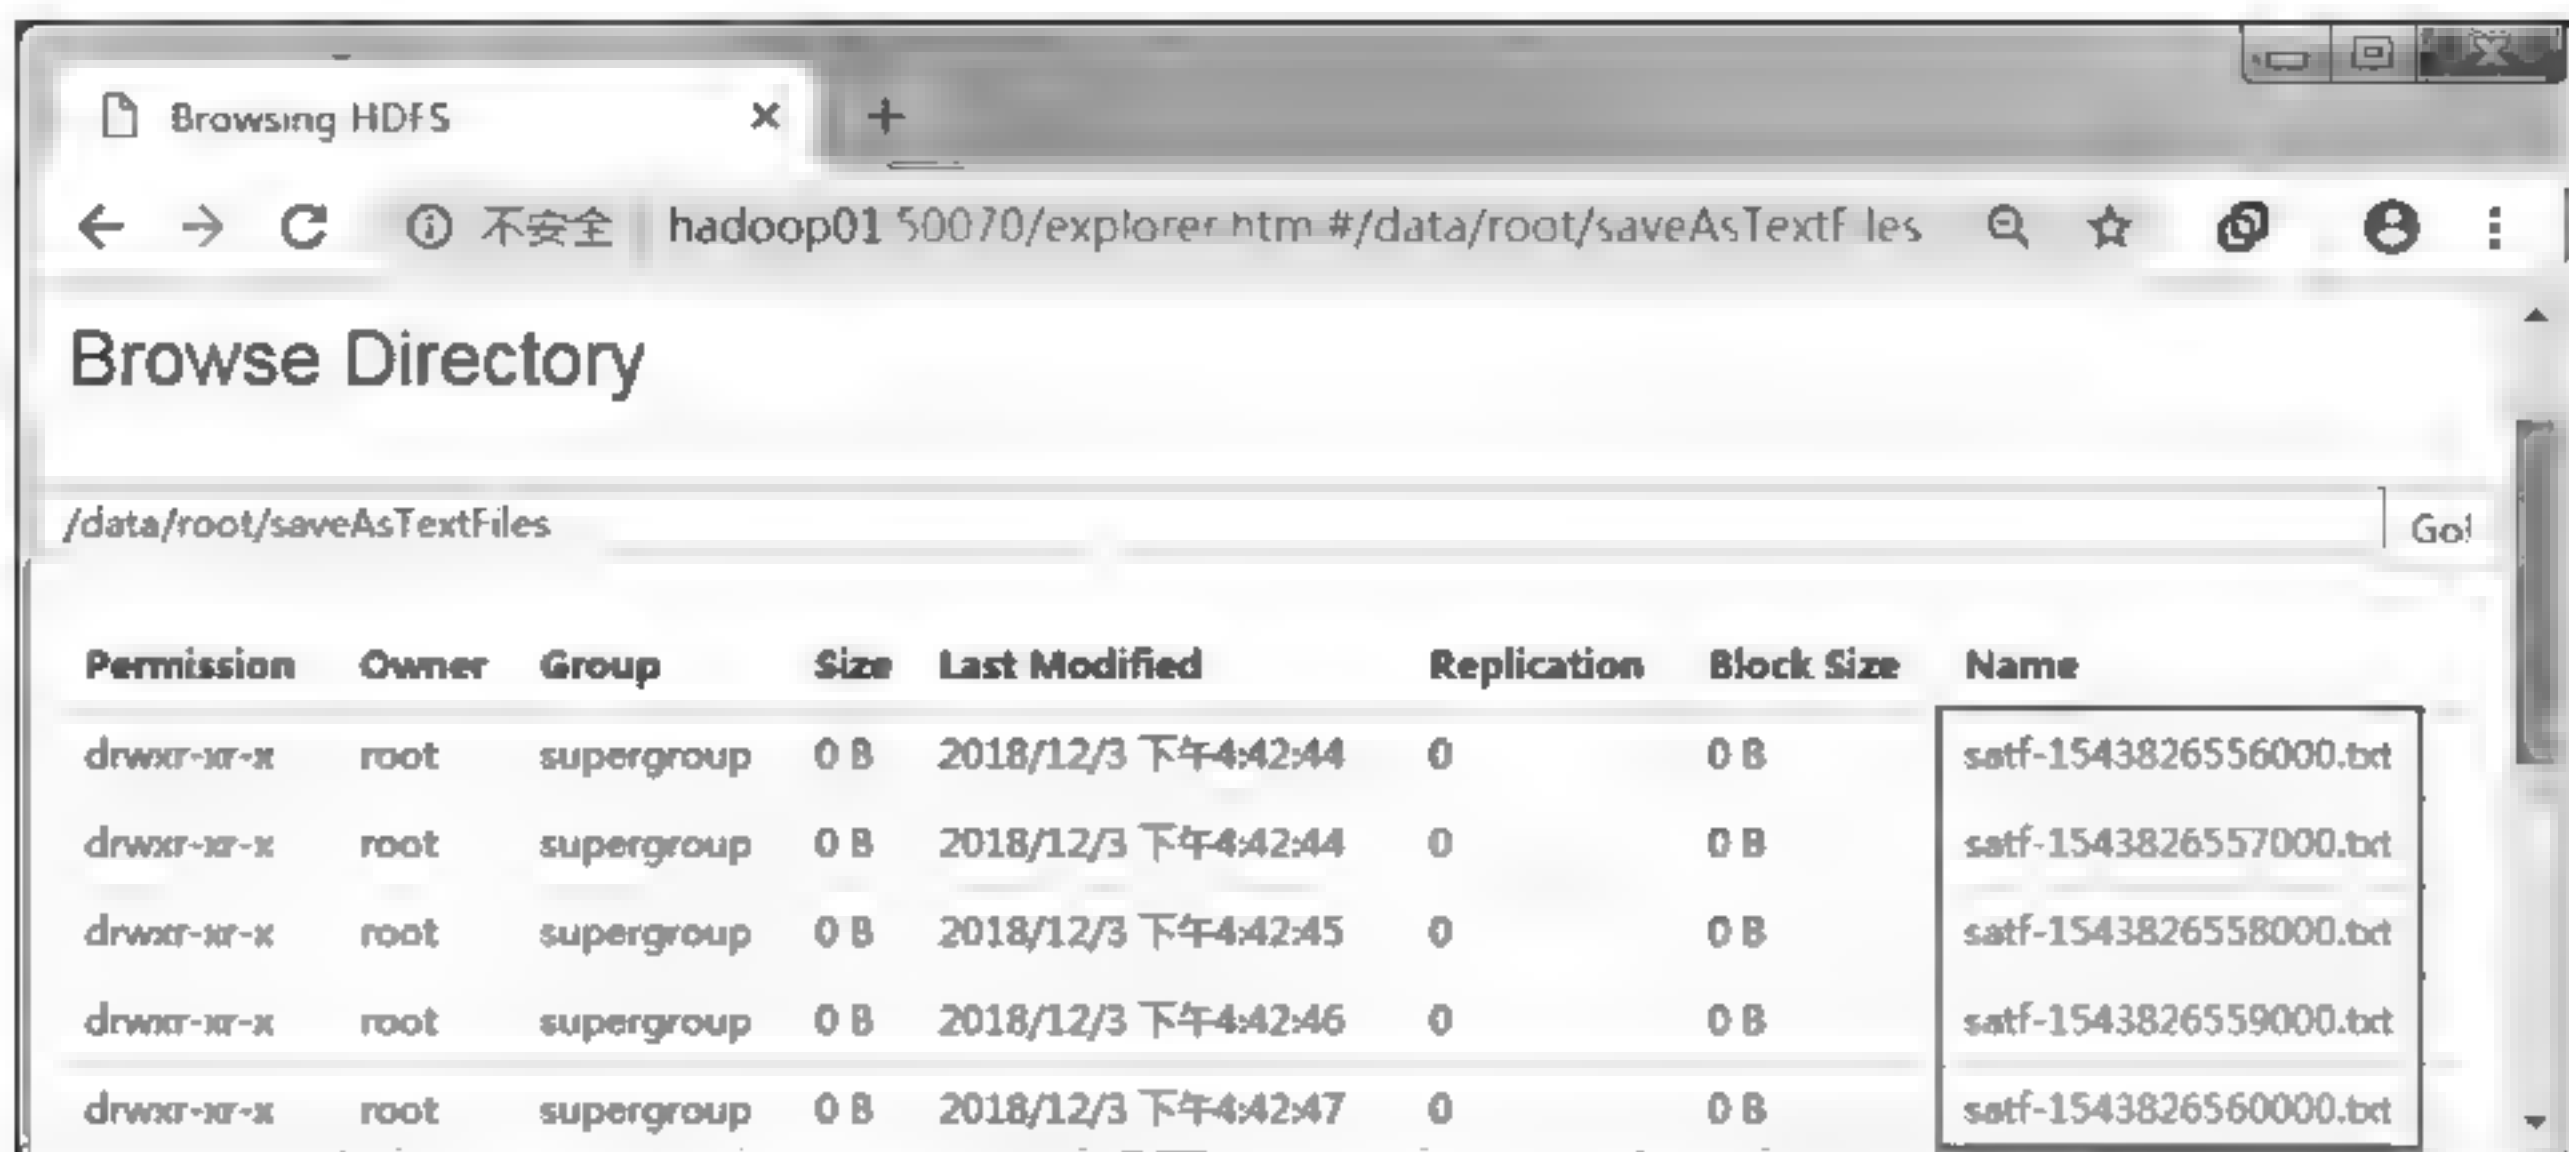 Browsing HDFS
不安全 hadoop01:50070/explorer.html#/data/root/saveAsTextFiles
Browse Directory
/data/root/saveAsTextFiles Go!
Permission Owner Group Size Last Modified Replication Block Size Name
drwxr-xr-x root supergroup 0 B 2018/12/3 下午4:42:44 0 0 B satf-1543826556000.txt
drwxr-xr-x root supergroup 0 B 2018/12/3 下午4:42:44 0 0 B satf-1543826557000.txt
drwxr-xr-x root supergroup 0 B 2018/12/3 下午4:42:45 0 0 B satf-1543826558000.txt
drwxr-xr-x root supergroup 0 B 2018/12/3 下午4:42:46 0 0 B satf-1543826559000.txt
drwxr-xr-x root supergroup 0 B 2018/12/3 下午4:42:47 0 0 B satf-1543826560000.txt